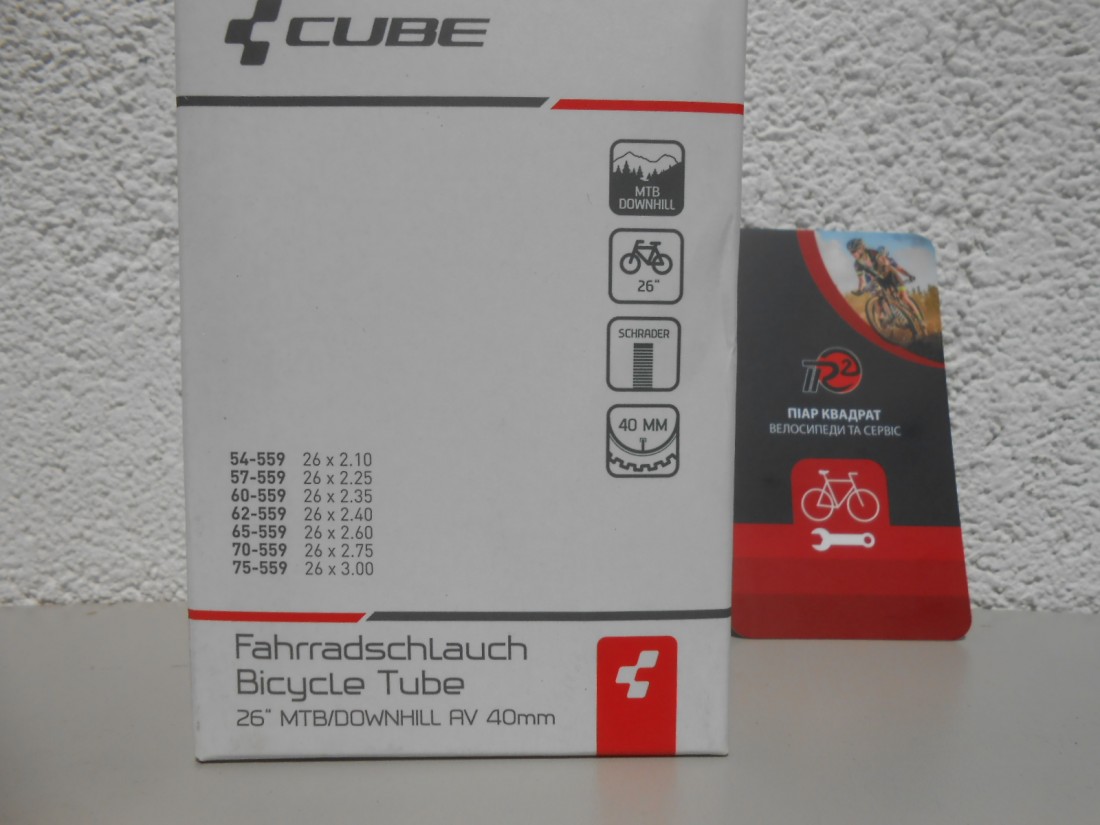 CUBE
MTB
DOWNHILL
26"
SCHRADER
40 MM
54-559 26 x 2.10
57-559 26 x 2.25
60-559 26 x 2.35
62-559 26 x 2.40
65-559 26 x 2.60
70-559 26 x 2.75
75-559 26 x 3.00
Fahrradschlauch
Bicycle Tube
26" MTB/DOWNHILL AV 40mm
ПR2
ПІАР КВАДРАТ
ВЕЛОСИПЕДИ ТА СЕРВІС